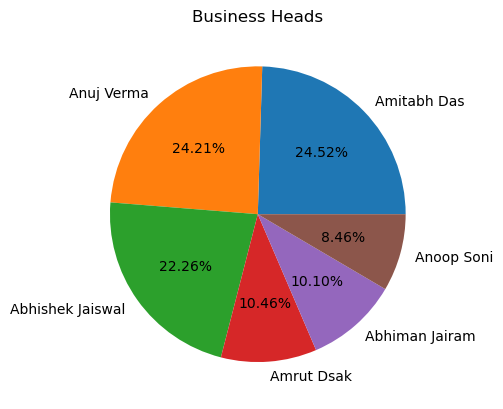 Business Heads
Amitabh Das
Anuj Verma
24.21%
24.52%
8.46%
Anoop Soni
22.26%
10.10%
10.46%
Abhishek Jaiswal
Abhiman Jairam
Amrut Dsak